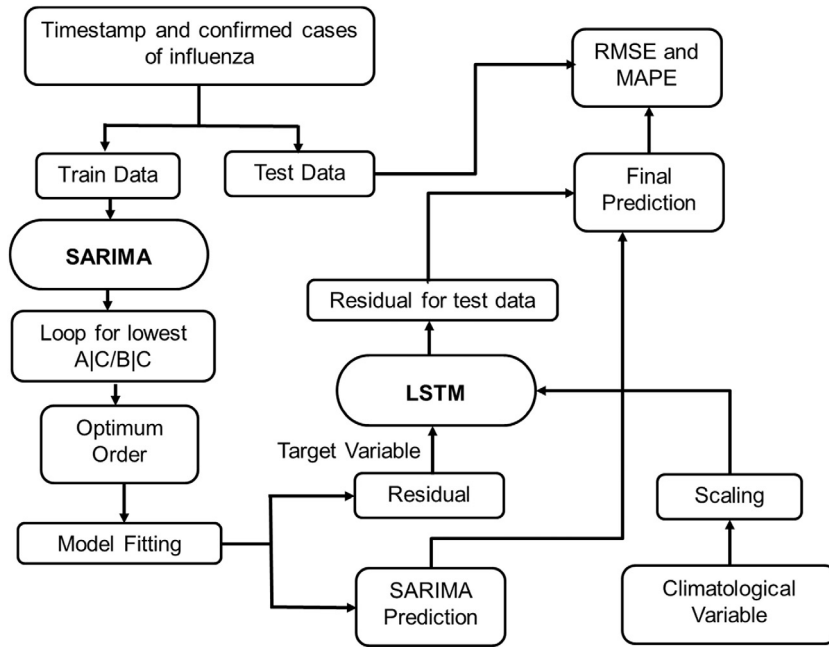 Timestamp and confirmed cases
of influenza
RMSE and
MAPE
Train Data
Test Data
Final
Prediction
SARIMA
Residual for test data
Loop for lowest
A|C/B|C
LSTM
Optimum
Order
Target Variable
Residual
Scaling
Model Fitting
SARIMA
Prediction
Climatological
Variable